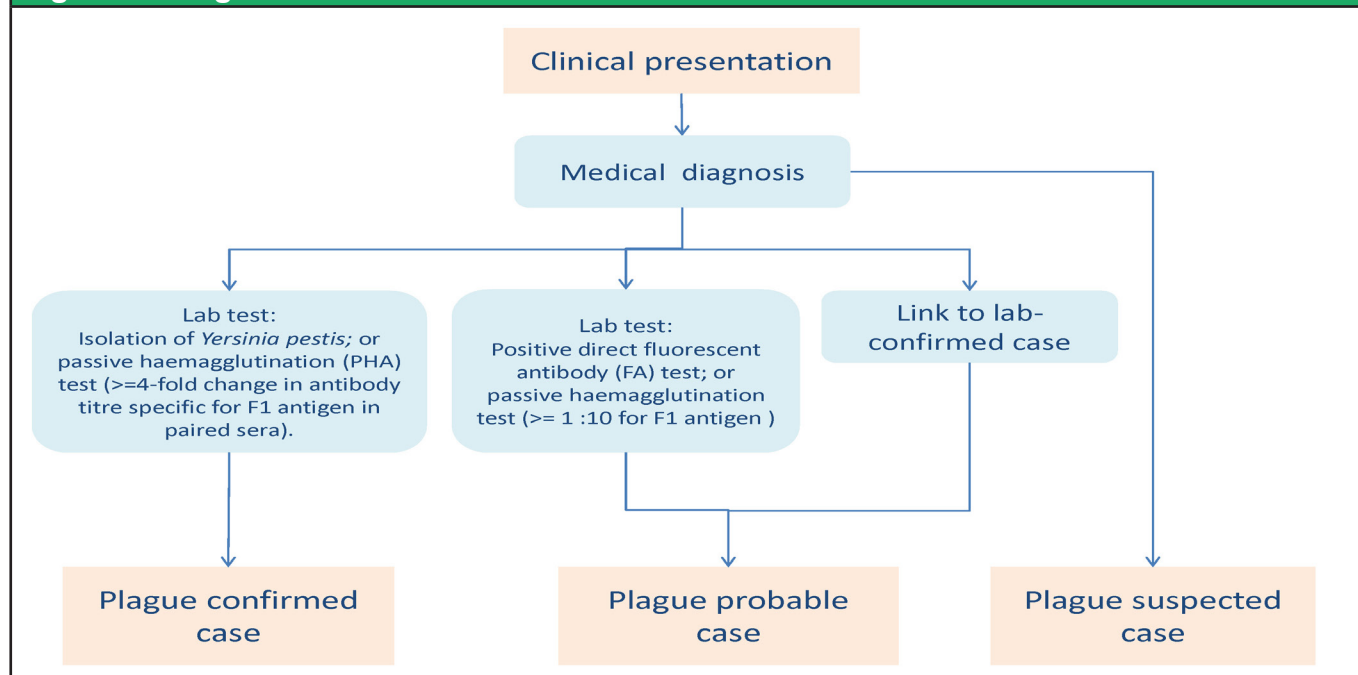 Clinical presentation
Medical diagnosis
Lab test:
Isolation of Yersinia pestis; or
passive haemagglutination (PHA)
test (>=4-fold change in antibody
titre specific for F1 antigen in
paired sera).
Lab test:
Positive direct fluorescent
antibody (FA) test; or
passive haemagglutination
test (>= 1 :10 for F1 antigen )
Link to lab-
confirmed case
Plague confirmed
case
Plague probable
case
Plague suspected
case